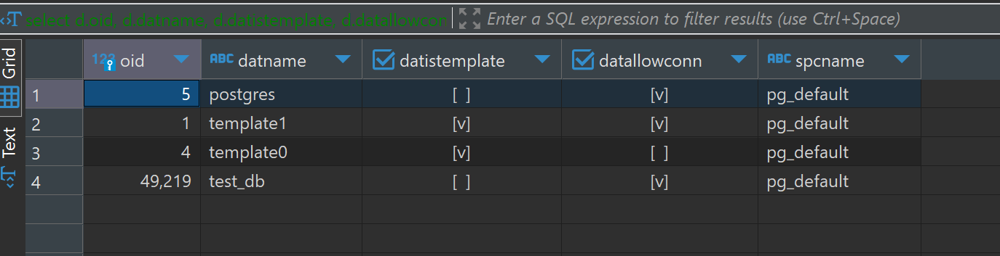 select d.oid, d.datname, d.datistemplate, d.datallowcon Enter a SQL expression to filter results (use Ctrl+Space)
Grid
Text
123 oid ABC datname datistemplate datallowconn ABC spcname
1 5 postgres [ ] [v] pg_default
2 1 template1 [v] [v] pg_default
3 4 template0 [v] [ ] pg_default
4 49,219 test_db [ ] [v] pg_default